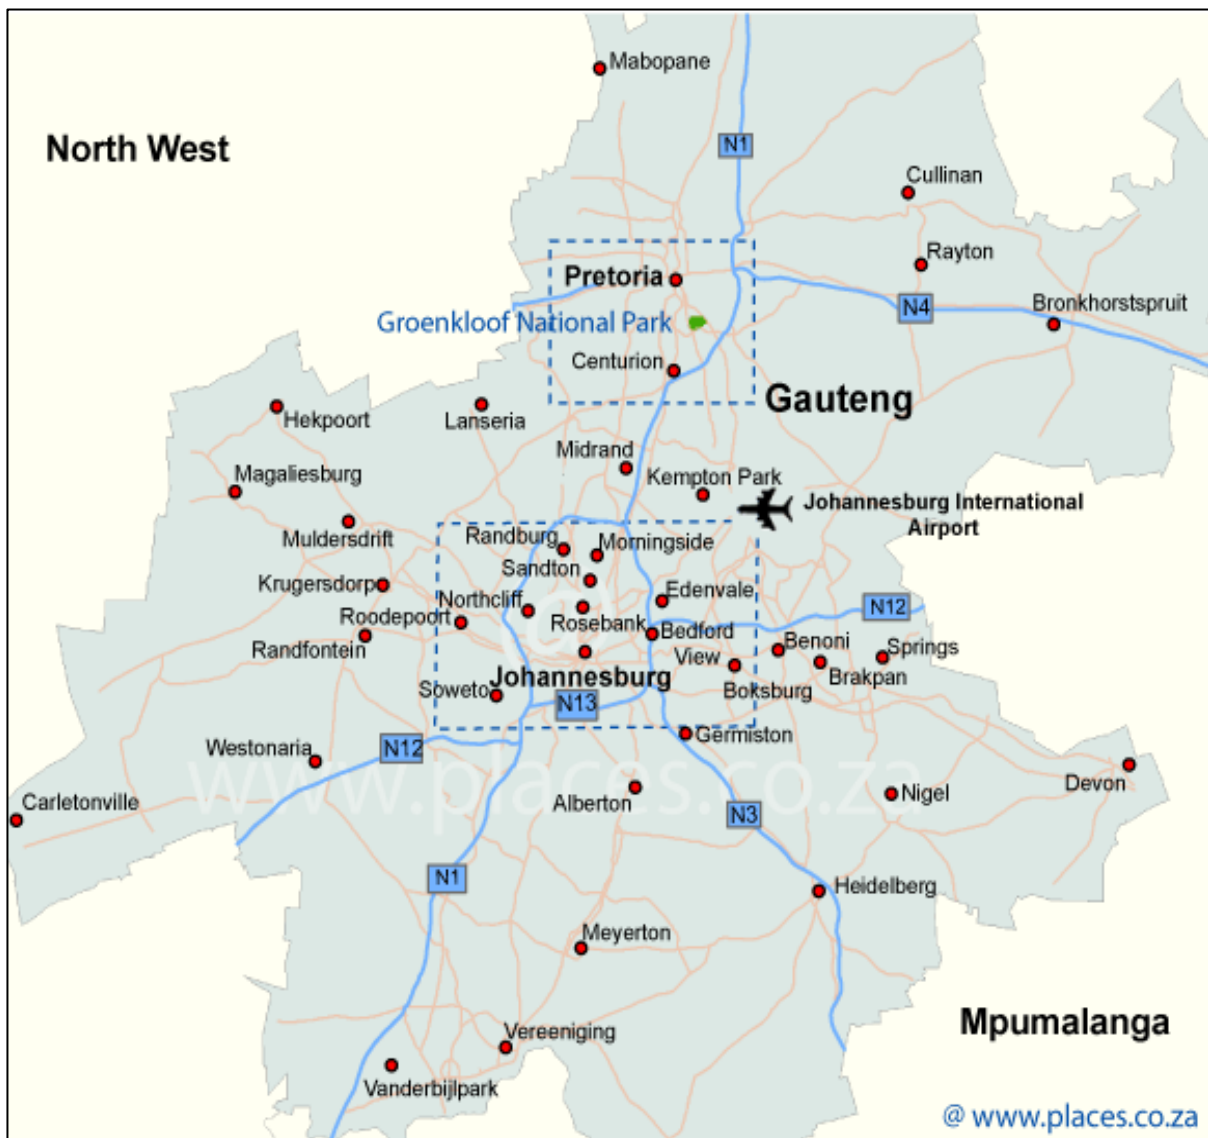 Mabopane
North West
N1
Cullinan
Rayton
Pretoria
N4
Bronkhorstspruit
Groenkloof National Park
Centurion
Gauteng
Hekpoort
Lanseria
Midrand
Magaliesburg
Kempton Park
Johannesburg International
Airport
Muldersdrift
Randburg
Morningside
Sandton
Krugersdorp
Northcliff
Edenvale
N12
Roodepoort
Rosebank
Bedford
View
Randfontein
Benoni
Springs
Johannesburg
Boksburg
Brakpan
Soweto
N13
Germiston
Westonaria
N12
@
www.places.co.za
Devon
Carletonville
Alberton
Nigel
N3
N1
Heidelberg
Meyerton
Mpumalanga
Vereeniging
Vanderbijlpark
@ www.places.co.za